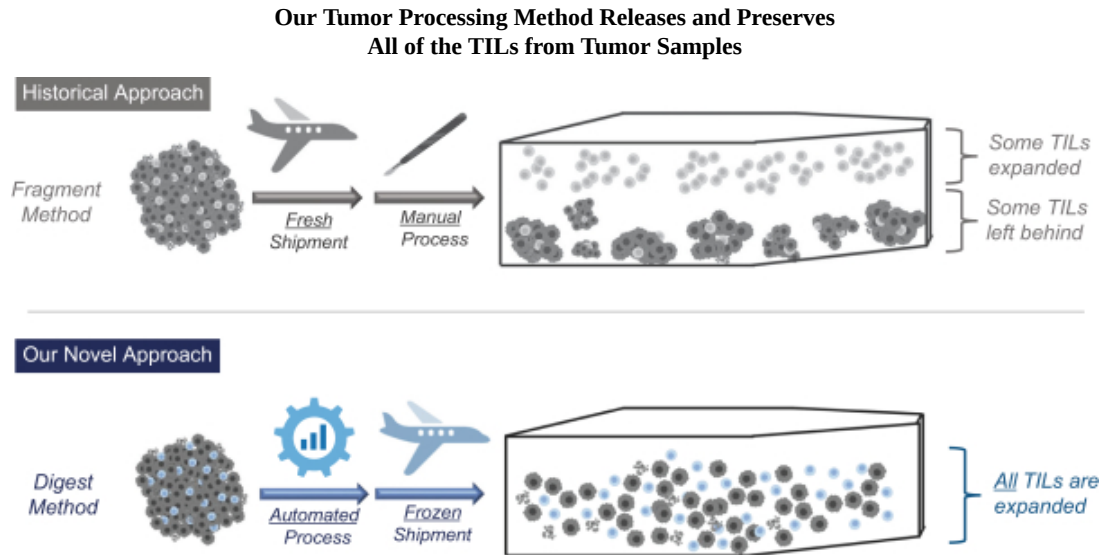 Our Tumor Processing Method Releases and Preserves
All of the TILs from Tumor Samples
Historical Approach
Fragment
Method
Fresh
Shipment
Manual
Process
Some TILs
expanded
Some TILs
left behind
Our Novel Approach
Digest
Method
Automated
Process
Frozen
Shipment
All TILs are
expanded